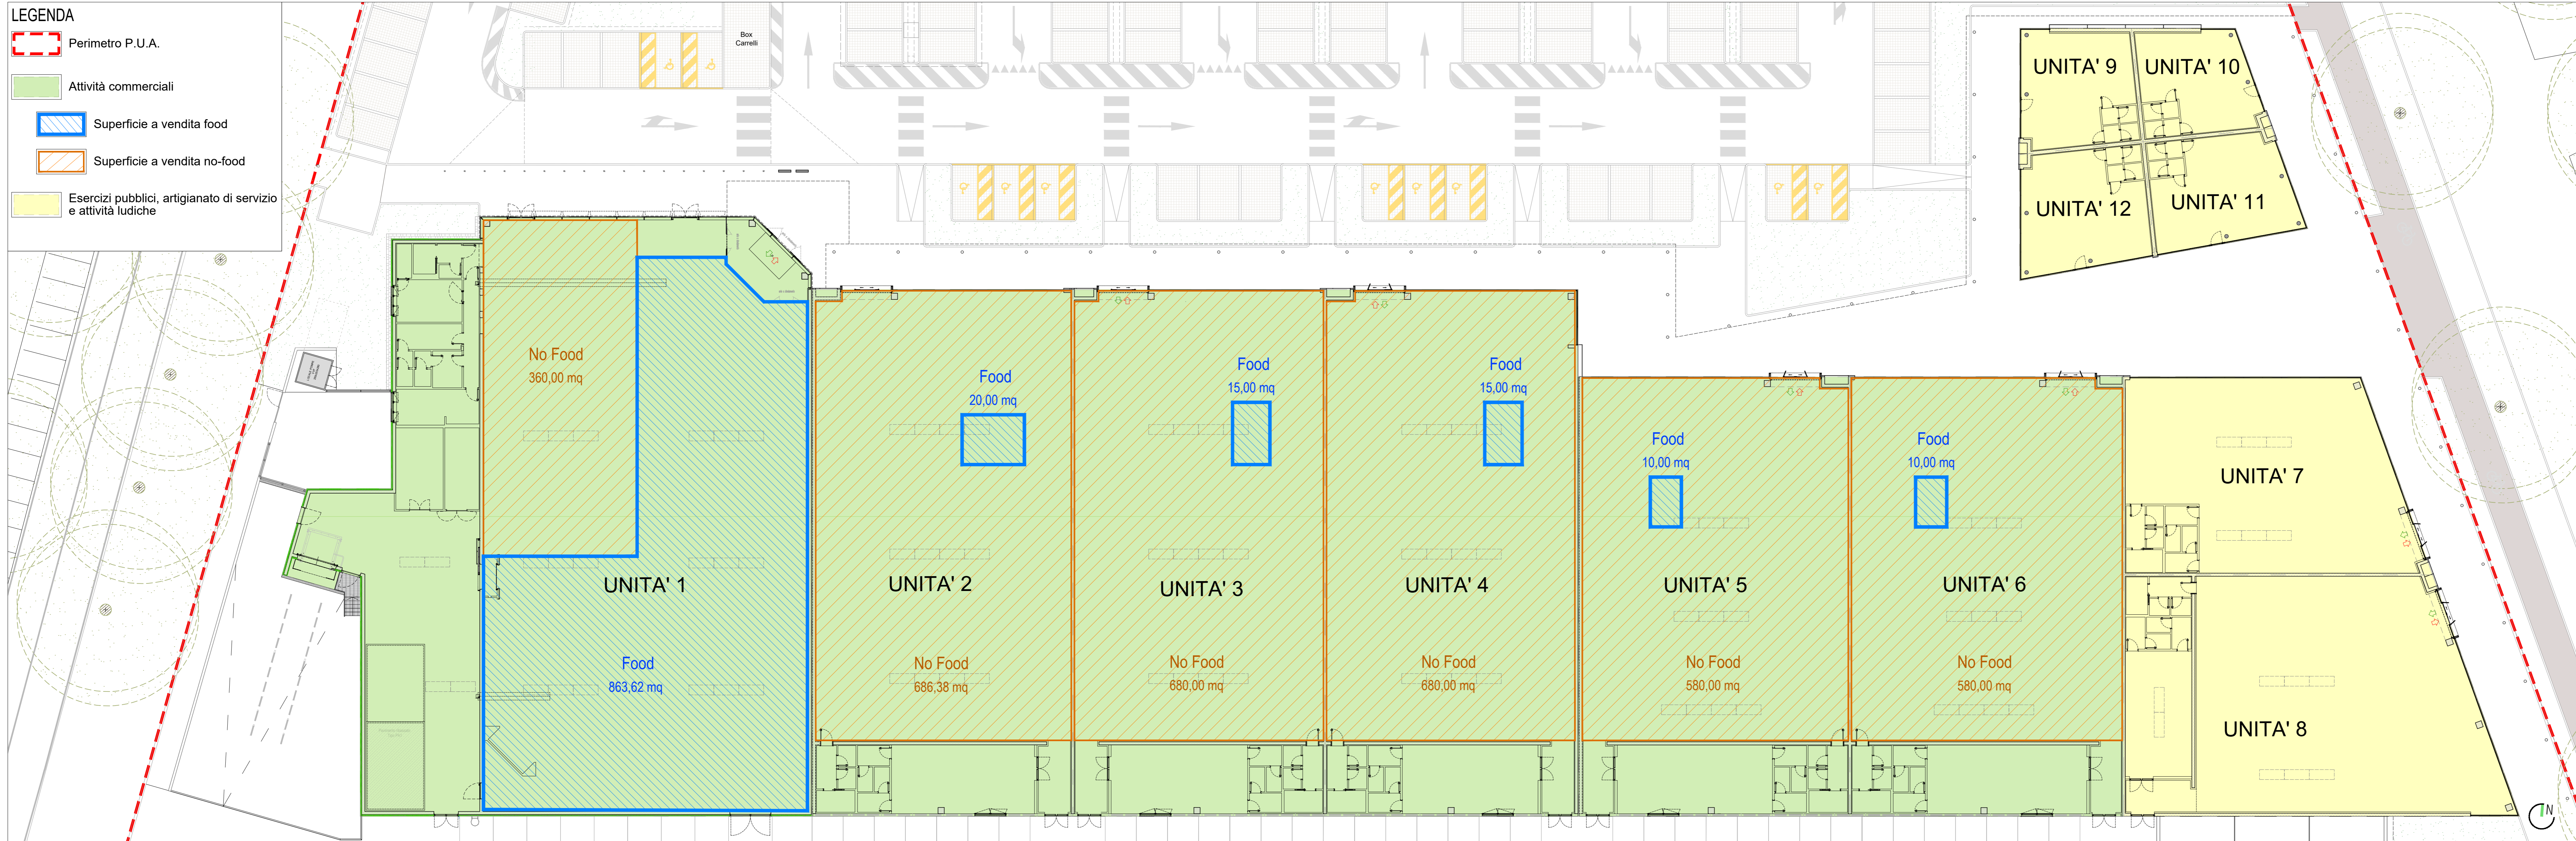 LEGENDA
Perimetro P.U.A.
Attività commerciali
Superficie a vendita food
Superficie a vendita no-food
Esercizi pubblici, artigianato di servizio
e attività ludiche
Box
Carrelli
UNITA' 9
UNITA' 10
UNITA' 12
UNITA' 11
No Food
360,00 mq
UNITA' 1
Food
863,62 mq
Food
20,00 mq
UNITA' 2
No Food
686,38 mq
Food
15,00 mq
UNITA' 3
No Food
680,00 mq
Food
15,00 mq
UNITA' 4
No Food
680,00 mq
Food
10,00 mq
UNITA' 5
No Food
580,00 mq
Food
10,00 mq
UNITA' 6
No Food
580,00 mq
UNITA' 7
UNITA' 8
N